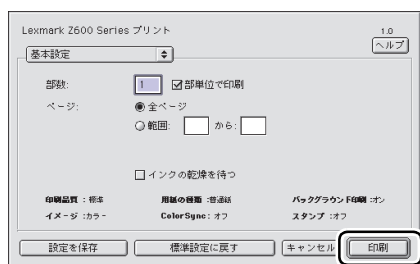 Lexmark Z600 Series プリント
1.0
ヘルプ
基本設定
部数: 1 部単位で印刷
ページ: 全ページ
範囲: から:
インクの乾燥を待つ
印刷品質:標準 用紙の種類:普通紙 バックグラウンド印刷:オン
イメージ:カラー ColorSync:オフ スタンプ:オフ
設定を保存 標準設定に戻す キャンセル 印刷